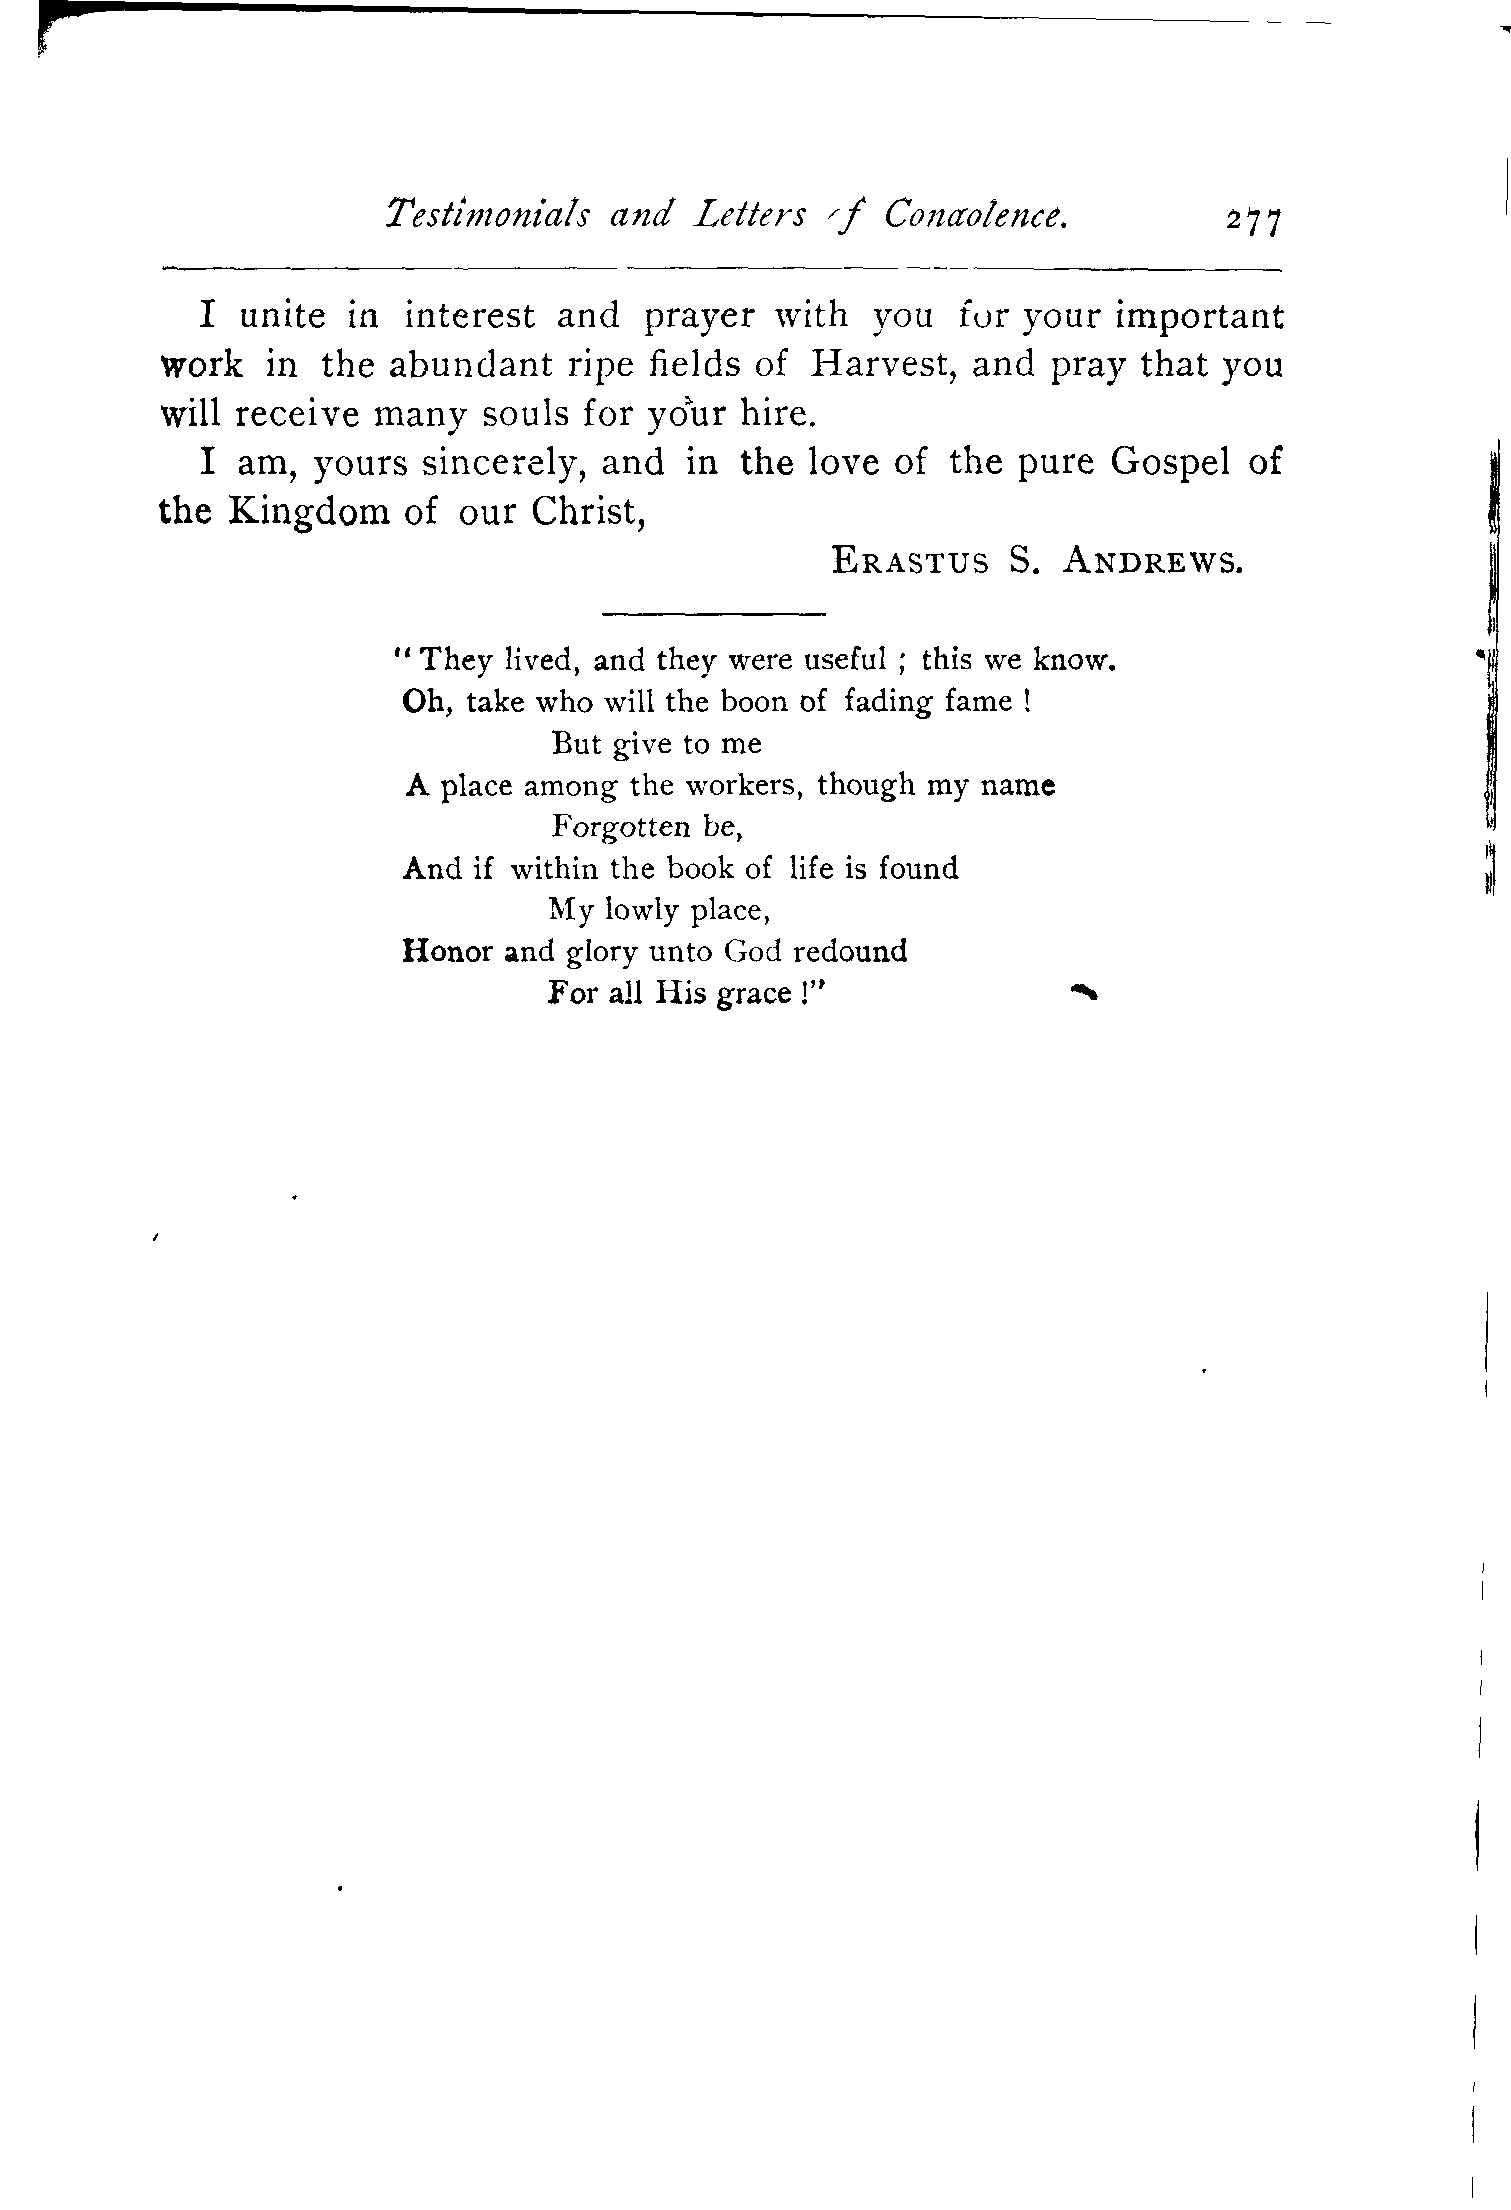 Testimonials and Letters of Condolence. 277
I unite in interest and prayer with you for your important
work in the abundant ripe fields of Harvest, and pray that you
will receive many souls for your hire.
I am, yours sincerely, and in the love of the pure Gospel of
the Kingdom of our Christ,
ERASTUS S. ANDREWS.
"They lived, and they were useful ; this we know.
Oh, take who will the boon of fading fame !
But give to me
A place among the workers, though my name
Forgotten be,
And if within the book of life is found
My lowly place,
Honor and glory unto God redound
For all His grace !"